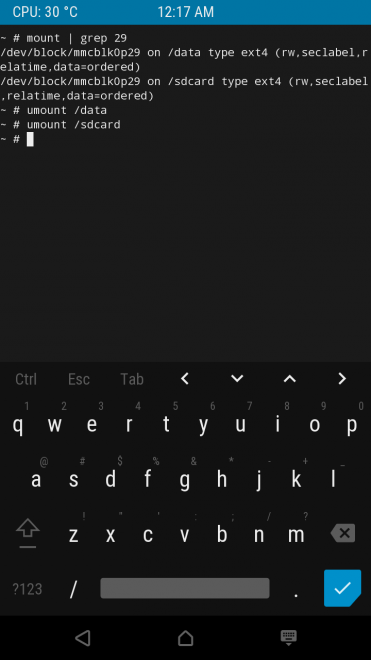 CPU: 30 °C 12:17 AM
~ # mount | grep 29
/dev/block/mmcblk0p29 on /data type ext4 (rw,seclabel,r
elatime,data=ordered)
/dev/block/mmcblk0p29 on /sdcard type ext4 (rw,seclabel
,relatime,data=ordered)
~ # umount /data
~ # umount /sdcard
~ #
Ctrl Esc Tab
1 2 3 4 5 6 7 8 9 0
q w e r t y u i o p
@ # $ % & * - + _
a s d f g h j k l
! " ' : ; / ?
z x c v b n m
?123 / .